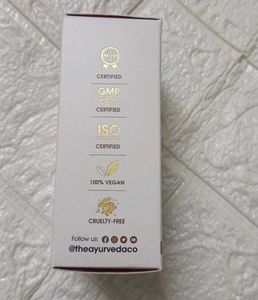 CERTIFIED
GMP
CERTIFIED
ISO
CERTIFIED
100% VEGAN
CRUELTY-FREE
Follow us:
@theayurvedaco